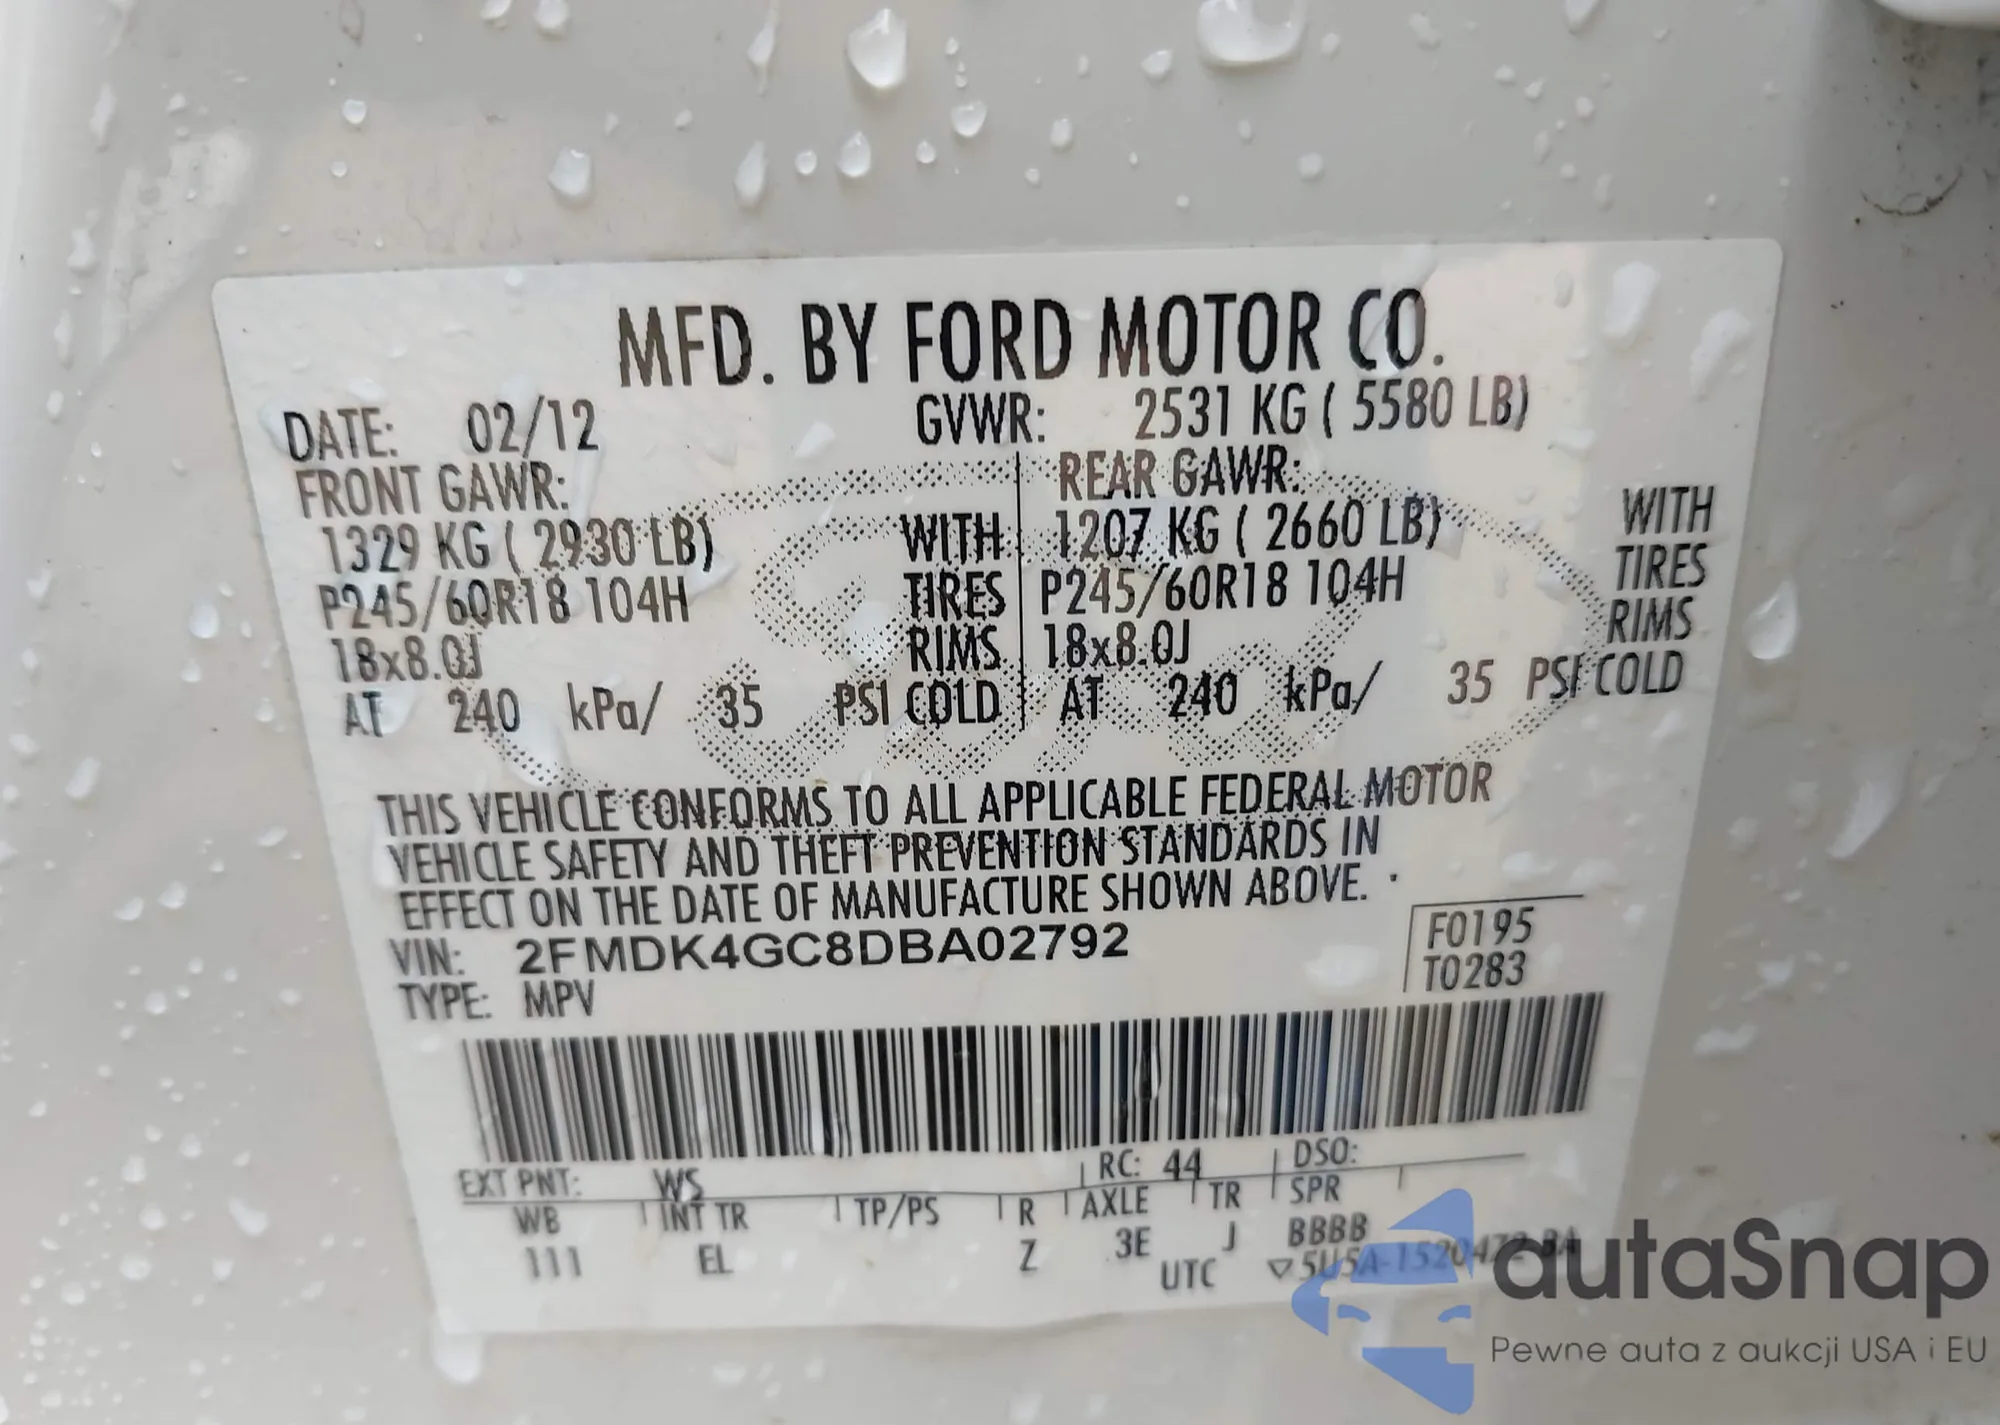 MFD. BY FORD MOTOR CO.
DATE: 02/12 GVWR: 2531 KG ( 5580 LB)
FRONT GAWR: REAR GAWR:
1329 KG ( 2930 LB) WITH 1207 KG ( 2660 LB) WITH
P245/60R18 104H TIRES P245/60R18 104H TIRES
18x8.0J RIMS 18x8.0J RIMS
AT 240 kPa/ 35 PSI COLD AT 240 kPa/ 35 PSI COLD
THIS VEHICLE CONFORMS TO ALL APPLICABLE FEDERAL MOTOR
VEHICLE SAFETY AND THEFT PREVENTION STANDARDS IN
EFFECT ON THE DATE OF MANUFACTURE SHOWN ABOVE.
VIN: 2FMDK4GC8DBA02792
TYPE: MPV
F0195
T0283
EXT PNT: WS RC: 44 DSO:
WB INT TR TP/PS R AXLE TR SPR
111 EL Z 3E J BBBB
UTC ▽5U5A-1520472-BA
autaSnap
Pewne auta z aukcji USA i EU